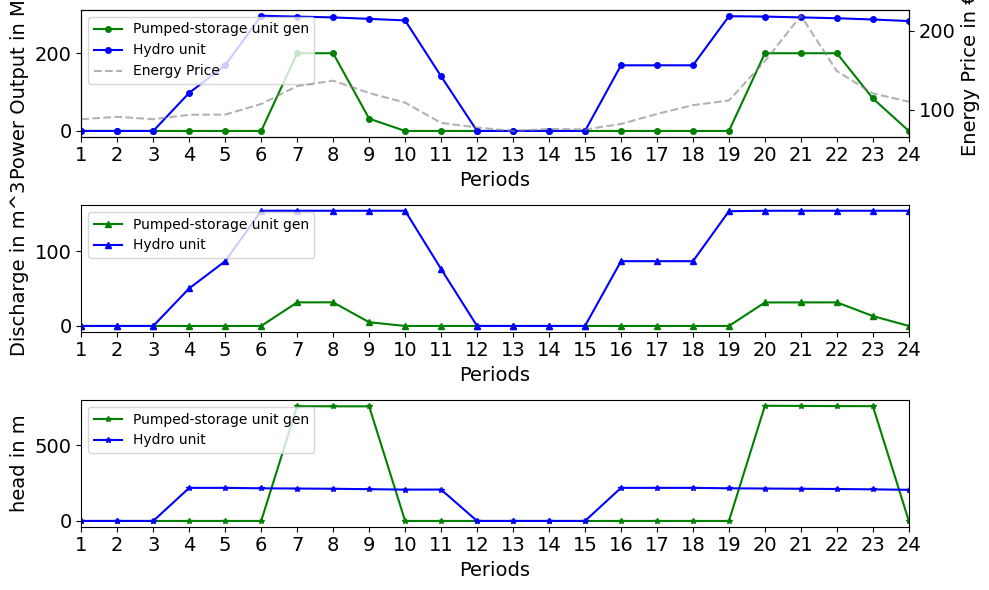 Power Output in M
Energy Price in €
Pumped-storage unit gen
Hydro unit
Energy Price
200
0
200
100
1 2 3 4 5 6 7 8 9 10 11 12 13 14 15 16 17 18 19 20 21 22 23 24
Periods
Discharge in m^3
Pumped-storage unit gen
Hydro unit
100
0
1 2 3 4 5 6 7 8 9 10 11 12 13 14 15 16 17 18 19 20 21 22 23 24
Periods
head in m
Pumped-storage unit gen
Hydro unit
500
0
1 2 3 4 5 6 7 8 9 10 11 12 13 14 15 16 17 18 19 20 21 22 23 24
Periods